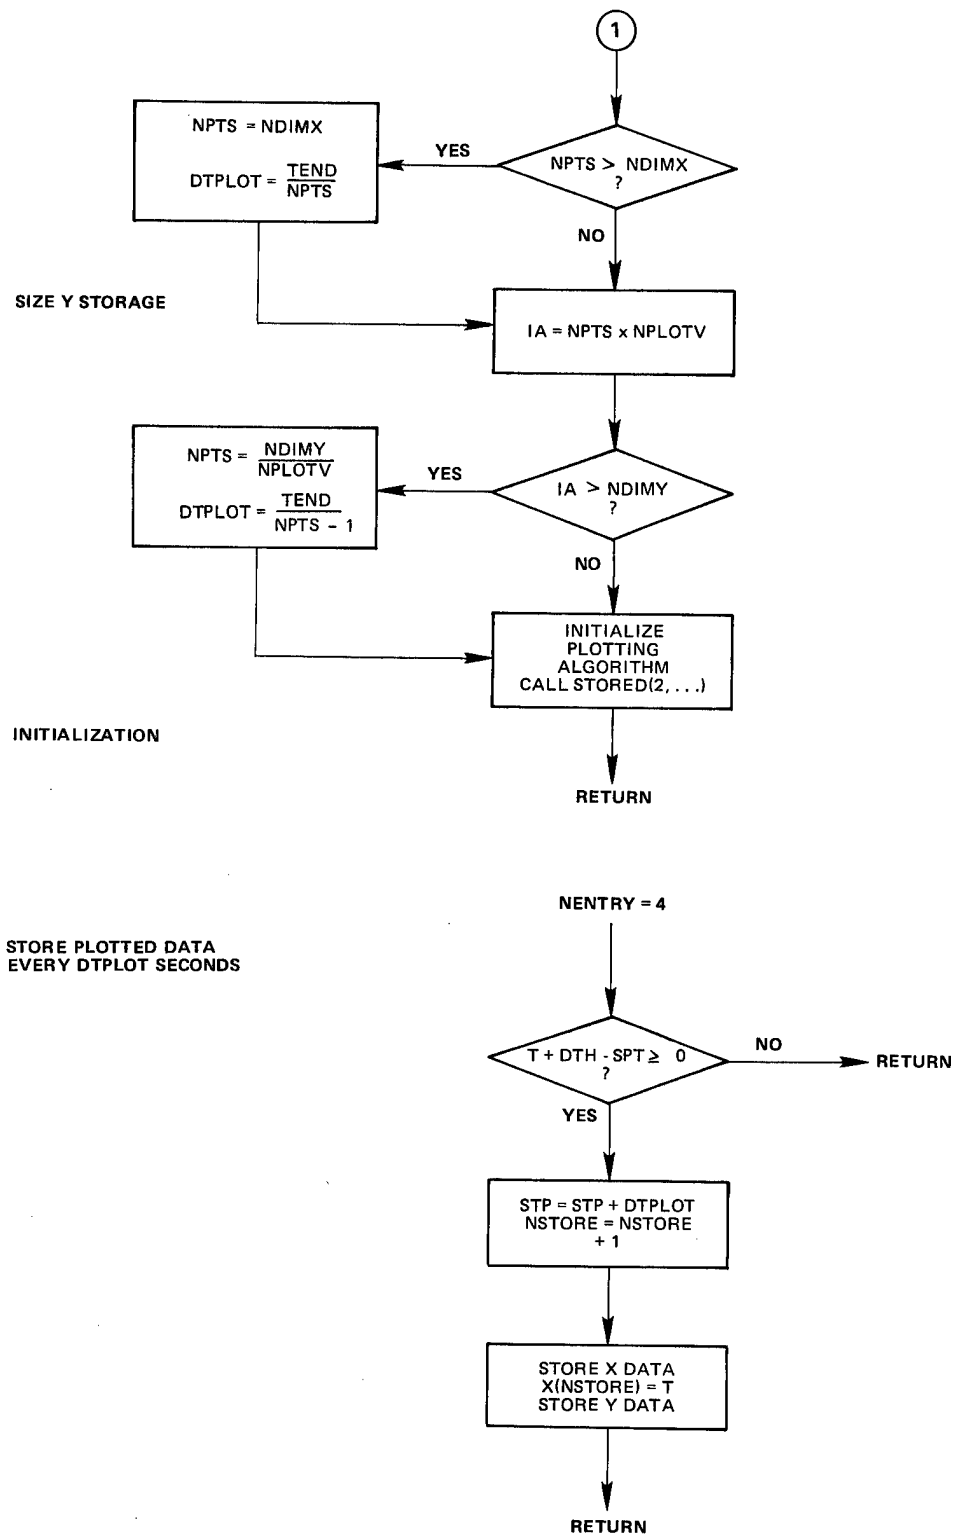 1
NPTS = NDIMX
DTPLOT = TEND
NPTS
YES
NPTS > NDIMX
?
NO
SIZE Y STORAGE
IA = NPTS x NPLOTV
NPTS = NDIMY
NPLOTV
DTPLOT = TEND
NPTS - 1
YES
IA > NDIMY
?
NO
INITIALIZE
PLOTTING
ALGORITHM
CALL STORED(2, . . .)
INITIALIZATION
RETURN
NENTRY = 4
STORE PLOTTED DATA
EVERY DTPLOT SECONDS
T + DTH - SPT ≥ 0
?
NO
RETURN
YES
STP = STP + DTPLOT
NSTORE = NSTORE
+ 1
STORE X DATA
X(NSTORE) = T
STORE Y DATA
RETURN